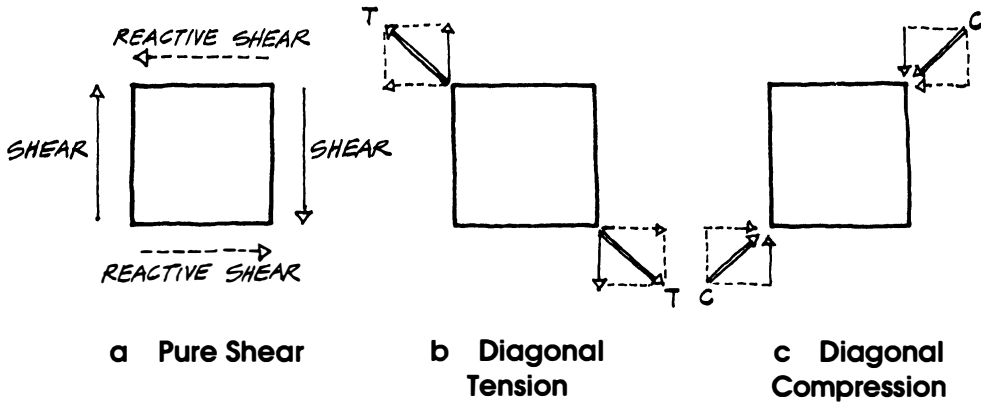 REACTIVE SHEAR
SHEAR
SHEAR
REACTIVE SHEAR
T
T
C
C
a Pure Shear
b Diagonal
Tension
c Diagonal
Compression